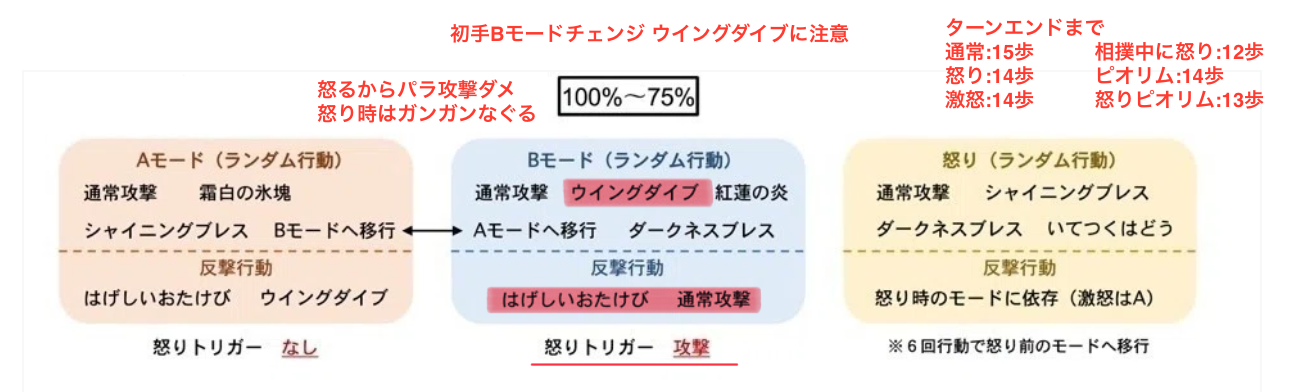 初手Bモードチェンジ ウイングダイブに注意
ターンエンドまで
通常:15歩 相撲中に怒り:12歩
怒り:14歩 ピオリム:14歩
激怒:14歩 怒りピオリム:13歩
怒るからパラ攻撃ダメ
怒り時はガンガンなぐる
100%〜75%
Aモード（ランダム行動）
通常攻撃 霜白の氷塊
シャイニングブレス Bモードへ移行
反撃行動
はげしいおたけび ウイングダイブ
怒りトリガー なし
Bモード（ランダム行動）
通常攻撃 ウイングダイブ 紅蓮の炎
Aモードへ移行 ダークネスブレス
反撃行動
はげしいおたけび 通常攻撃
怒りトリガー 攻撃
怒り（ランダム行動）
通常攻撃 シャイニングブレス
ダークネスブレス いてつくはどう
反撃行動
怒り時のモードに依存（激怒はA）
※６回行動で怒り前のモードへ移行